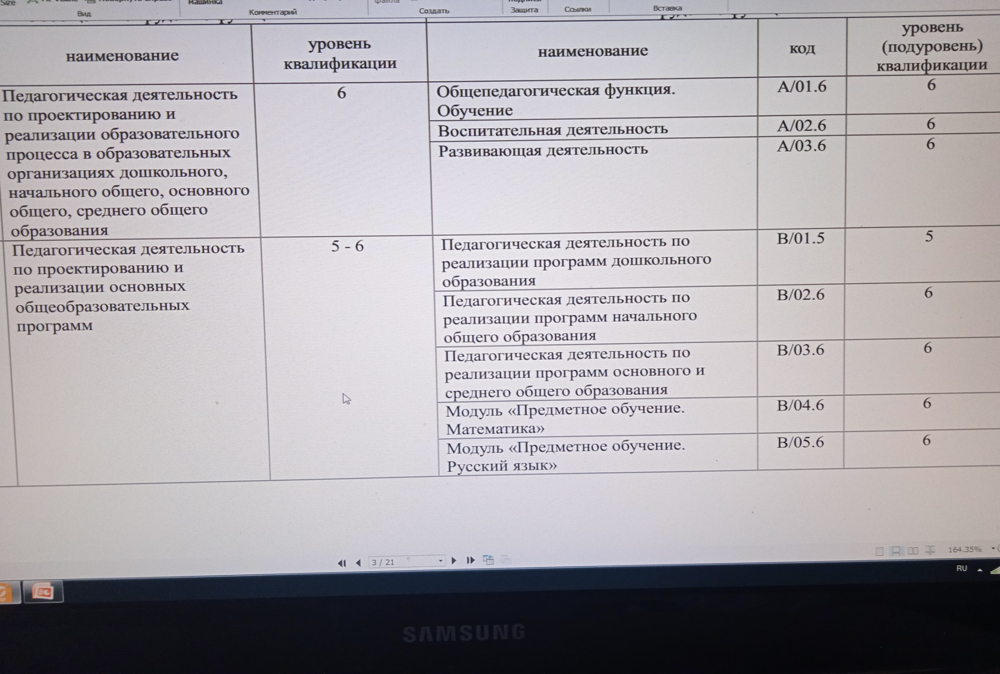 Size
машинка
файла
Вид
Комментарий
Создать
Защита
Ссылки
Вставка
наименование
уровень
квалификации
наименование
код
уровень
(подуровень)
квалификации
Педагогическая деятельность
по проектированию и
реализации образовательного
процесса в образовательных
организациях дошкольного,
начального общего, основного
общего, среднего общего
образования
6
Общепедагогическая функция.
Обучение
A/01.6
6
Воспитательная деятельность
A/02.6
6
Развивающая деятельность
A/03.6
6
Педагогическая деятельность
по проектированию и
реализации основных
общеобразовательных
программ
5 - 6
Педагогическая деятельность по
реализации программ дошкольного
образования
B/01.5
5
Педагогическая деятельность по
реализации программ начального
общего образования
B/02.6
6
Педагогическая деятельность по
реализации программ основного и
среднего общего образования
B/03.6
6
Модуль «Предметное обучение.
Математика»
B/04.6
6
Модуль «Предметное обучение.
Русский язык»
B/05.6
6
3 / 21
164.35%
RU
SAMSUNG